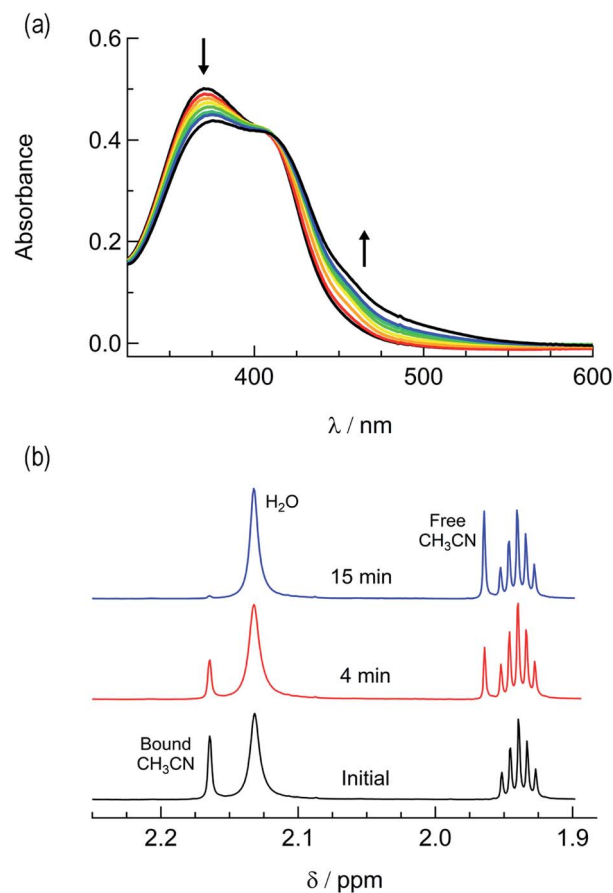 (a)
0.6
0.4
0.2
0.0
Absorbance
400
500
600
λ / nm
(b)
H₂O
Free
CH₃CN
15 min
4 min
Bound
CH₃CN
Initial
2.2
2.1
2.0
1.9
δ / ppm